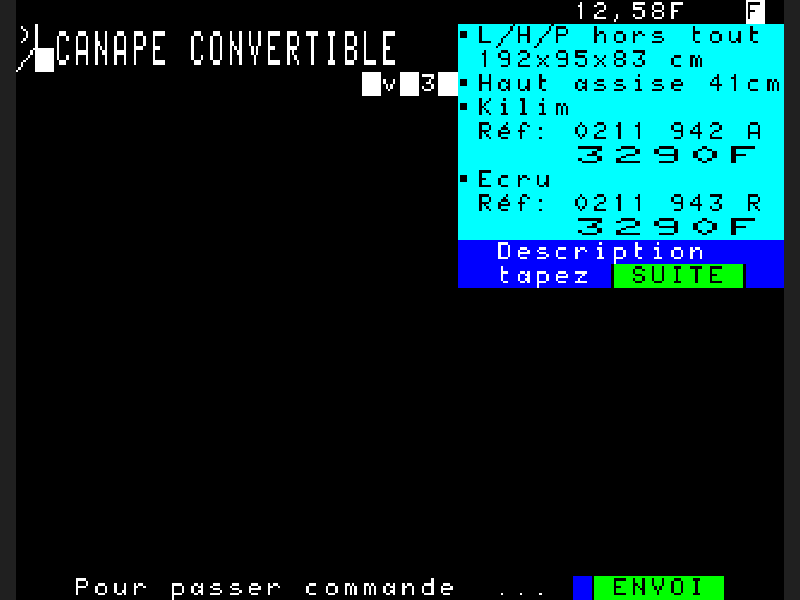 12,58F F
CANAPE CONVERTIBLE
v 3
L/H/P hors tout
192x95x83 cm
Haut assise 41cm
Kilim
Réf: 0211 942 A
3290F
Ecru
Réf: 0211 943 R
3290F
Description
tapez SUITE
Pour passer commande ... ENVOI